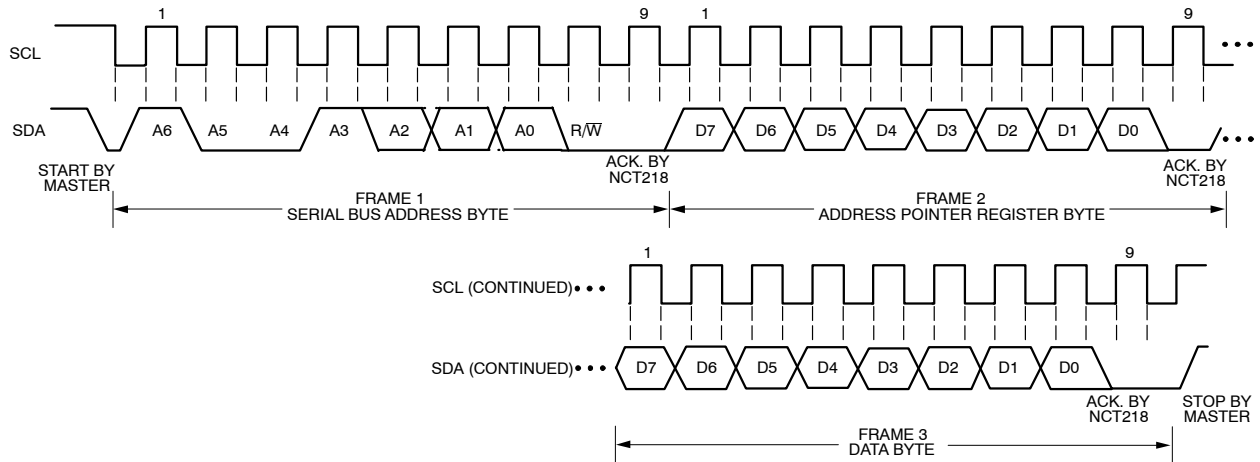 1 9 1 9
SCL
SDA A6 A5 A4 A3 A2 A1 A0 R/W̅ D7 D6 D5 D4 D3 D2 D1 D0
START BY
MASTER
ACK. BY
NCT218
ACK. BY
NCT218
FRAME 1
SERIAL BUS ADDRESS BYTE
FRAME 2
ADDRESS POINTER REGISTER BYTE
1 9
SCL (CONTINUED)
SDA (CONTINUED) D7 D6 D5 D4 D3 D2 D1 D0
ACK. BY
NCT218
STOP BY
MASTER
FRAME 3
DATA BYTE